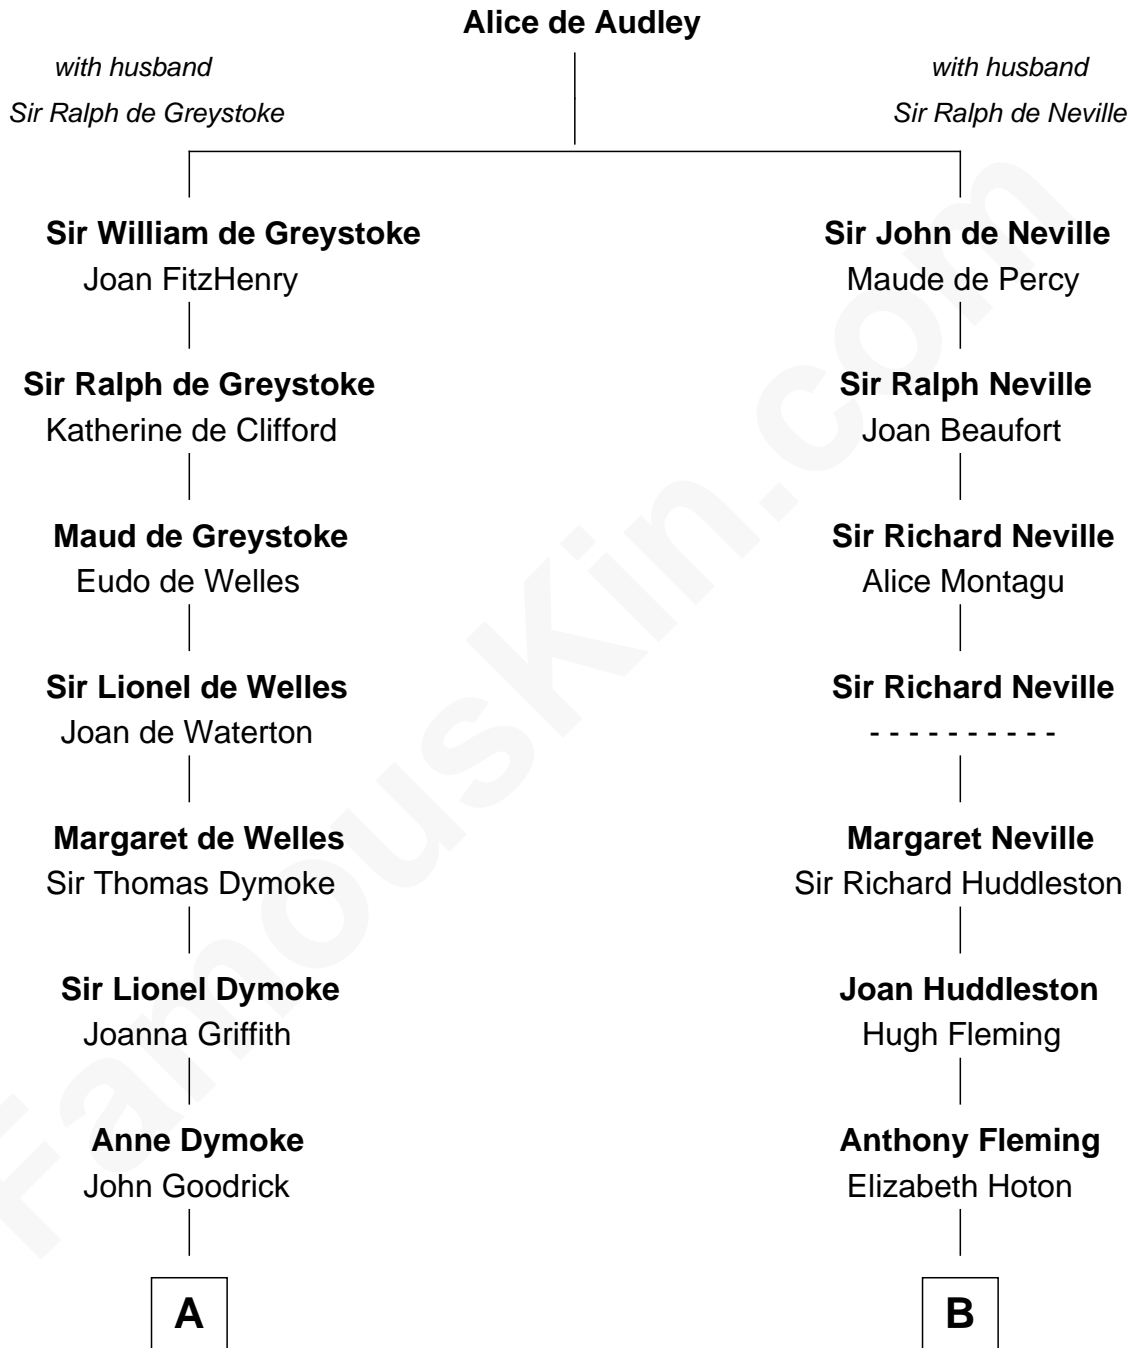 Alice de Audley
with husband
Sir Ralph de Greystoke
with husband
Sir Ralph de Neville
Sir William de Greystoke
Joan FitzHenry
Sir John de Neville
Maude de Percy
Sir Ralph de Greystoke
Katherine de Clifford
Sir Ralph Neville
Joan Beaufort
Maud de Greystoke
Eudo de Welles
Sir Richard Neville
Alice Montagu
Sir Lionel de Welles
Joan de Waterton
Sir Richard Neville
- - - - - - - - - -
Margaret de Welles
Sir Thomas Dymoke
Margaret Neville
Sir Richard Huddleston
Sir Lionel Dymoke
Joanna Griffith
Joan Huddleston
Hugh Fleming
Anne Dymoke
John Goodrick
Anthony Fleming
Elizabeth Hoton
A
B
FamousKin.com